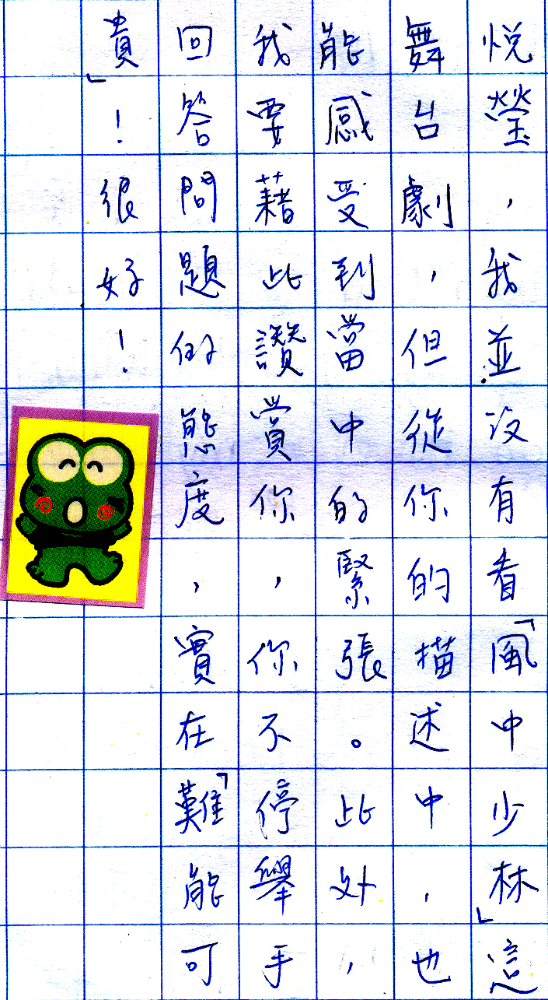 悅瑩，我並沒有看「風中少林」這
舞台劇，但從你的描述中，也
能感受到當中的緊張。此外，
我要藉此讚賞你，你不停舉手
回答問題的態度，實在「難能可
貴」！很好！